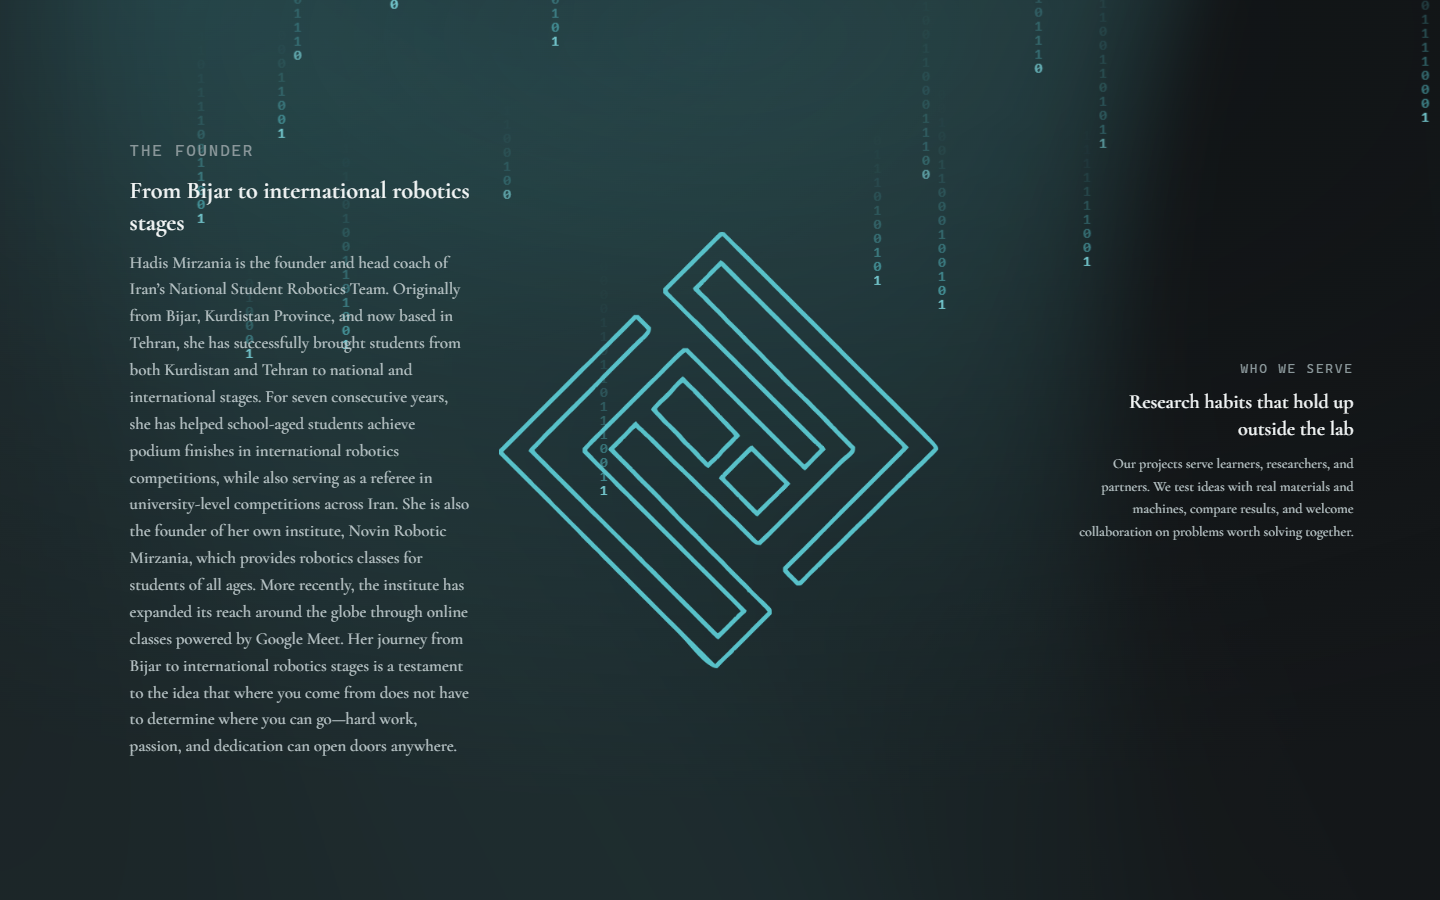 THE FOUNDER
From Bijar to international robotics
stages
Hadis Mirzania is the founder and head coach of
Iran’s National Student Robotics Team. Originally
from Bijar, Kurdistan Province, and now based in
Tehran, she has successfully brought students from
both Kurdistan and Tehran to national and
international stages. For seven consecutive years,
she has helped school-aged students achieve
podium finishes in international robotics
competitions, while also serving as a referee in
university-level competitions across Iran. She is also
the founder of her own institute, Novin Robotic
Mirzania, which provides robotics classes for
students of all ages. More recently, the institute has
expanded its reach around the globe through online
classes powered by Google Meet. Her journey from
Bijar to international robotics stages is a testament
to the idea that where you come from does not have
to determine where you can go—hard work,
passion, and dedication can open doors anywhere.
WHO WE SERVE
Research habits that hold up
outside the lab
Our projects serve learners, researchers, and
partners. We test ideas with real materials and
machines, compare results, and welcome
collaboration on problems worth solving together.